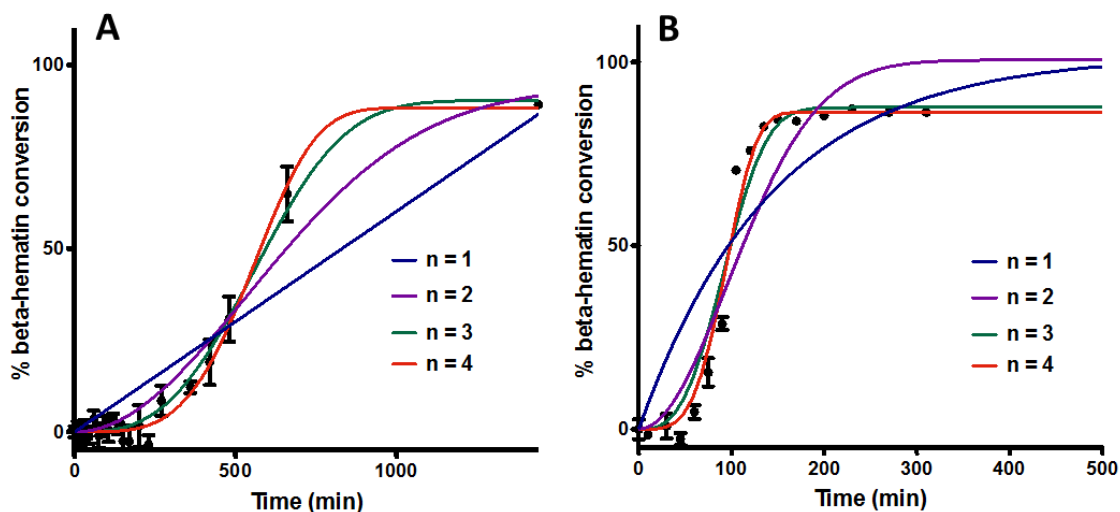 A
% beta-hematin conversion
100
50
0
n = 1
n = 2
n = 3
n = 4
0
500
1000
Time (min)
B
% beta-hematin conversion
100
50
0
n = 1
n = 2
n = 3
n = 4
0
100
200
300
400
500
Time (min)